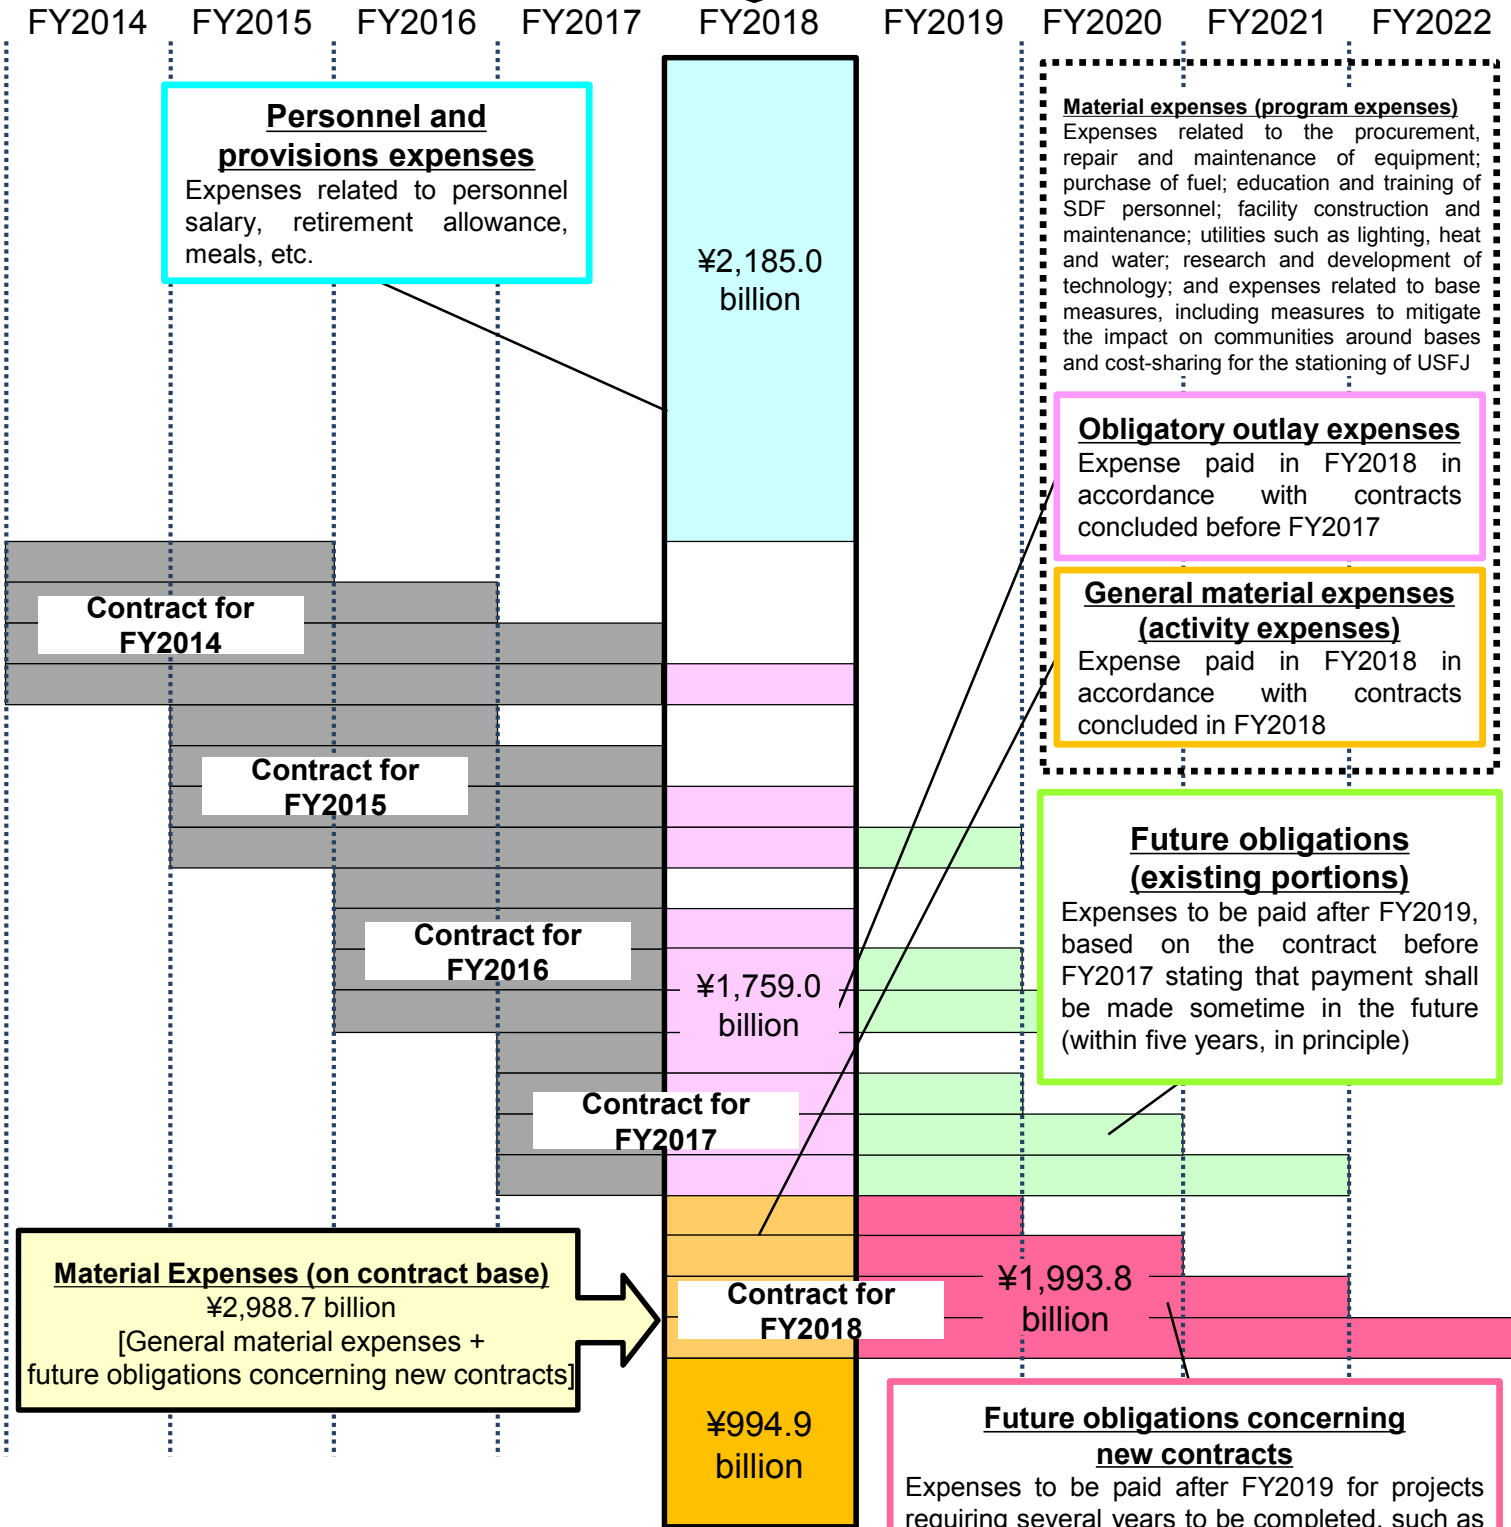 FY2014 FY2015 FY2016 FY2017 FY2018 FY2019 FY2020 FY2021 FY2022
Personnel and
provisions expenses
Expenses related to personnel
salary, retirement allowance,
meals, etc.
¥2,185.0
billion
Material expenses (program expenses)
Expenses related to the procurement,
repair and maintenance of equipment;
purchase of fuel; education and training of
SDF personnel; facility construction and
maintenance; utilities such as lighting, heat
and water; research and development of
technology; and expenses related to base
measures, including measures to mitigate
the impact on communities around bases
and cost-sharing for the stationing of USFJ
Obligatory outlay expenses
Expense paid in FY2018 in
accordance with contracts
concluded before FY2017
General material expenses
(activity expenses)
Expense paid in FY2018 in
accordance with contracts
concluded in FY2018
Contract for
FY2014
Contract for
FY2015
Contract for
FY2016
¥1,759.0
billion
Future obligations
(existing portions)
Expenses to be paid after FY2019,
based on the contract before
FY2017 stating that payment shall
be made sometime in the future
(within five years, in principle)
Contract for
FY2017
Material Expenses (on contract base)
¥2,988.7 billion
[General material expenses +
future obligations concerning new contracts]
Contract for
FY2018
¥1,993.8
billion
¥994.9
billion
Future obligations concerning
new contracts
Expenses to be paid after FY2019 for projects
requiring several years to be completed, such as